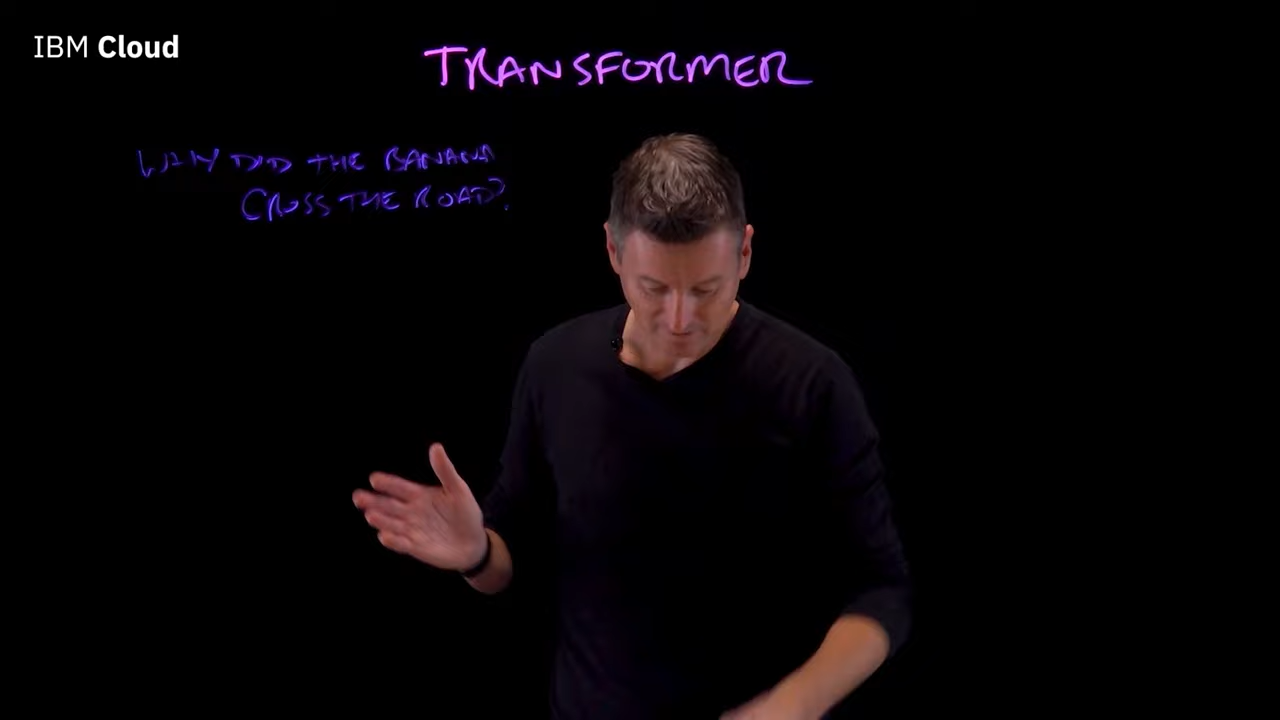 IBM Cloud
TRANSFORMER
WHY DID THE BANANA
CROSS THE ROAD?